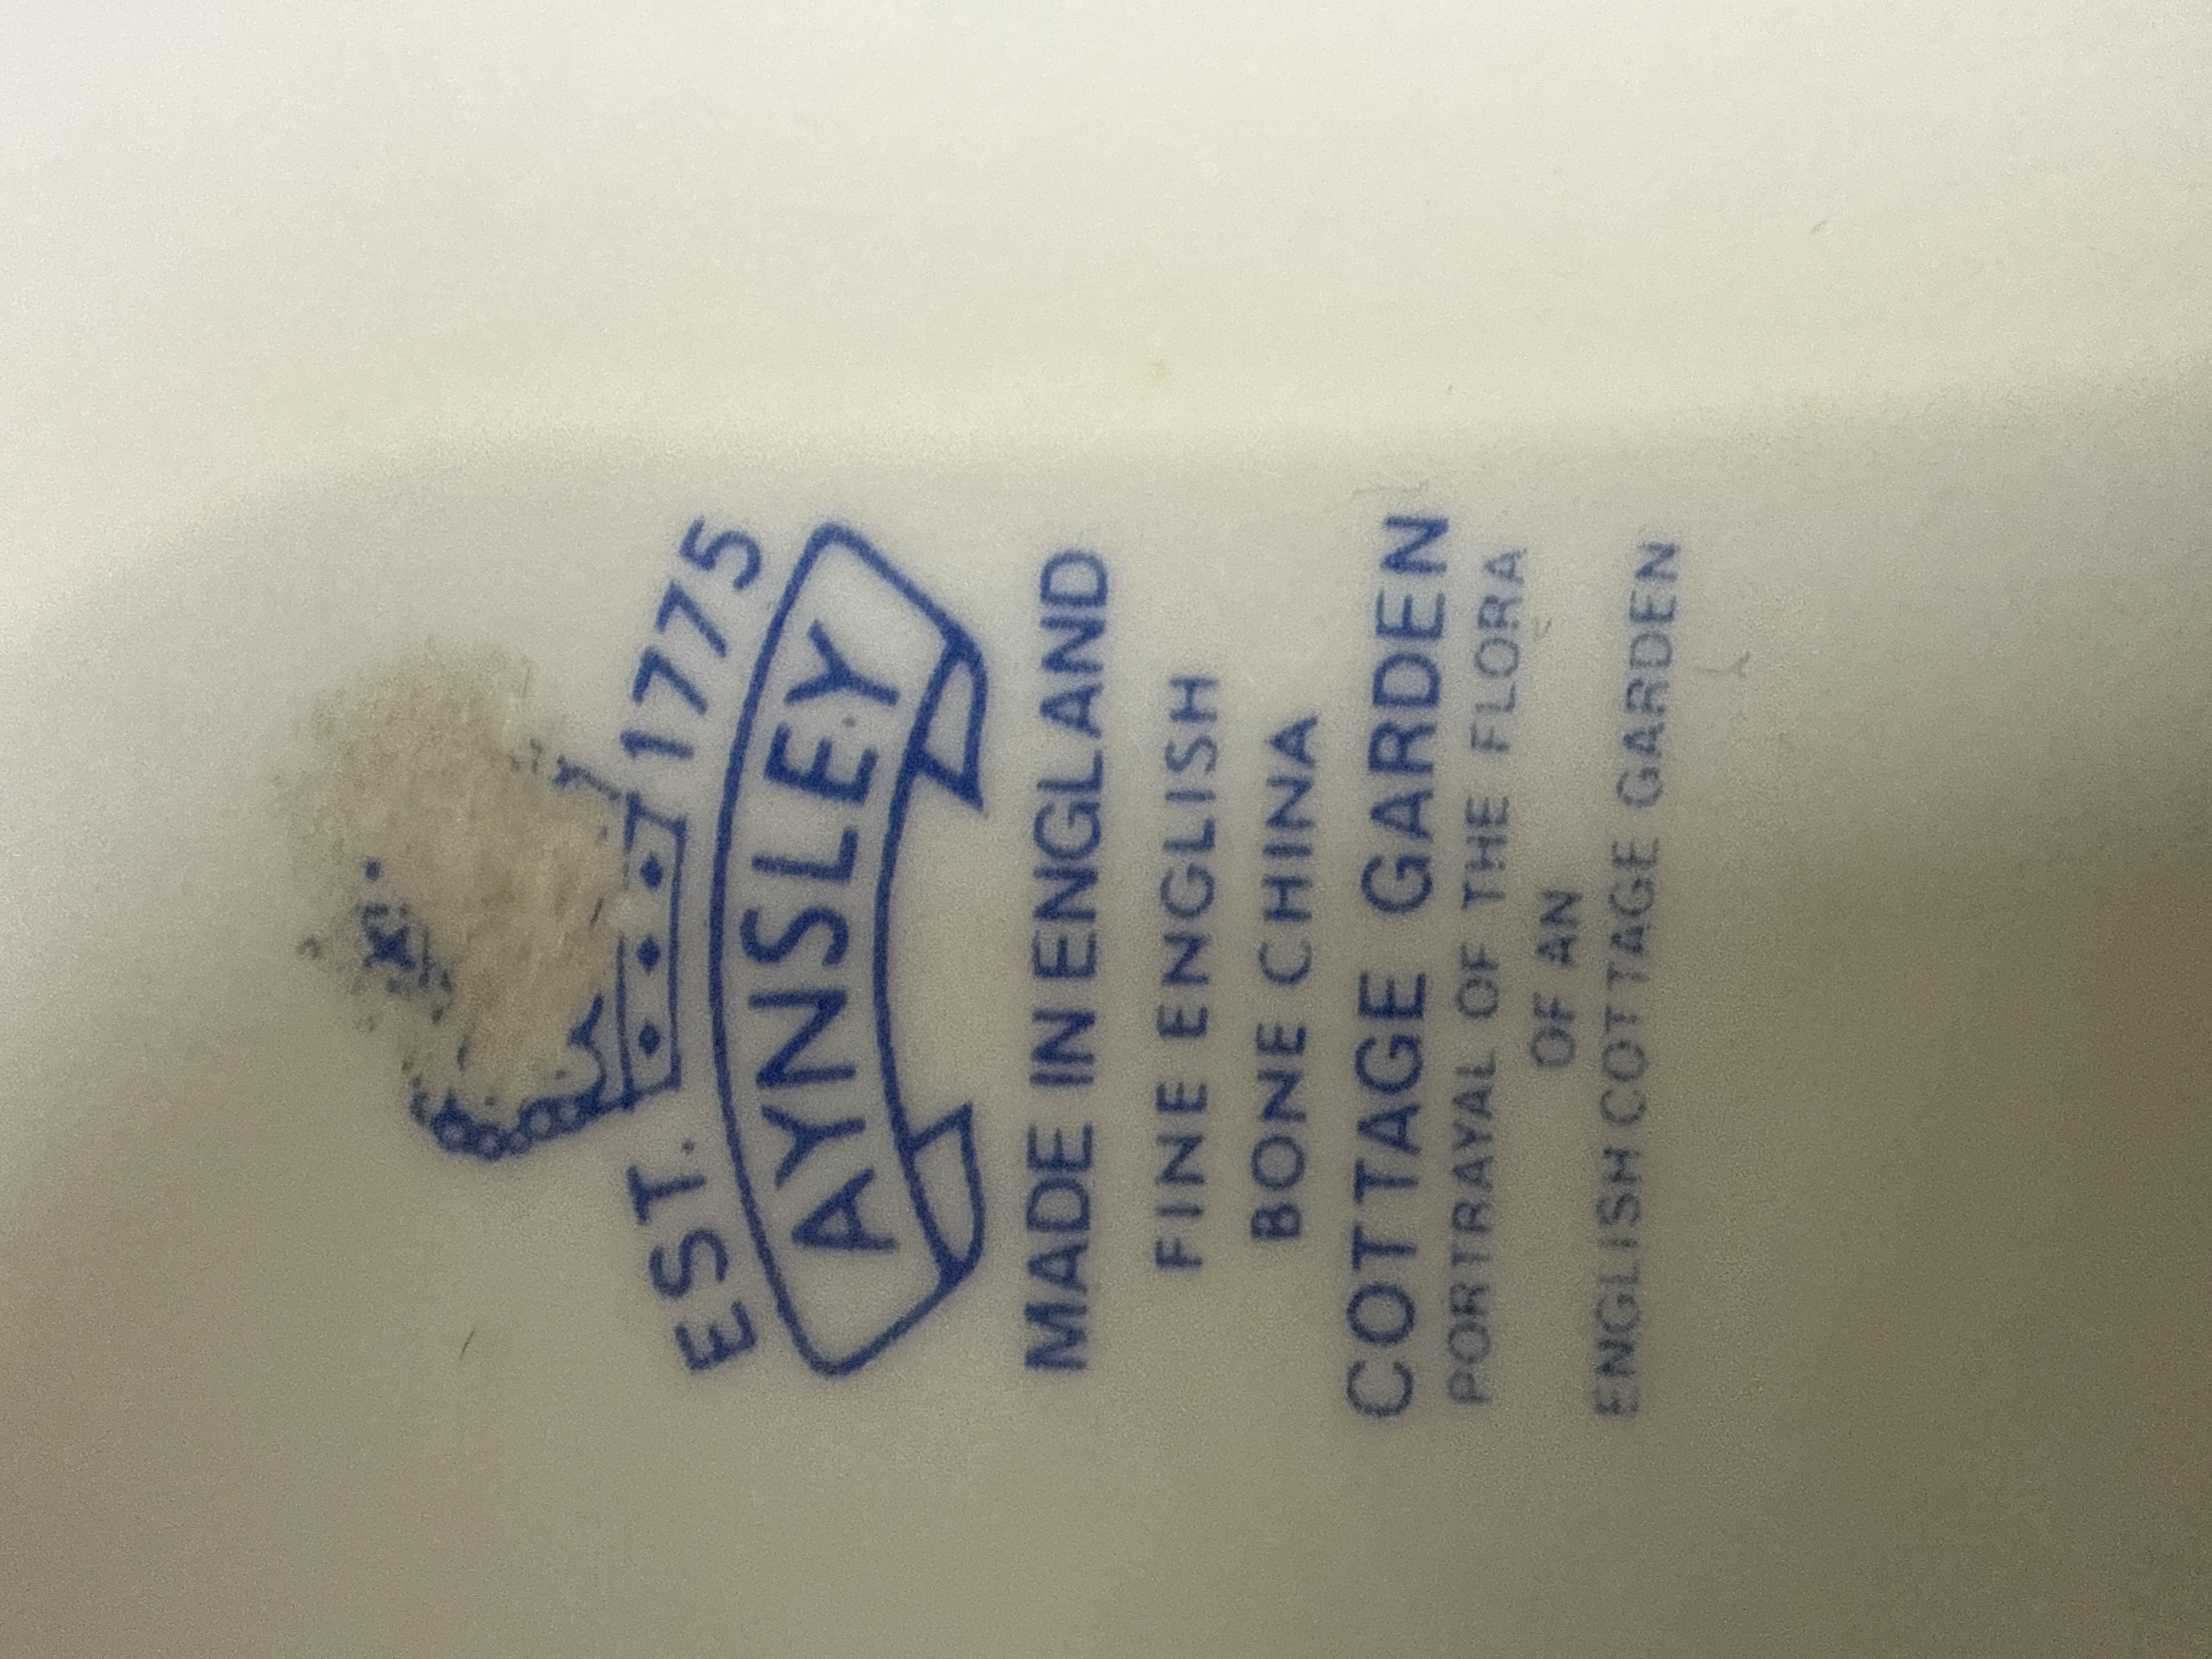 EST. 1775
AYNSLEY
MADE IN ENGLAND
FINE ENGLISH
BONE CHINA
COTTAGE GARDEN
PORTRAYAL OF THE FLORA
OF AN
ENGLISH COTTAGE GARDEN